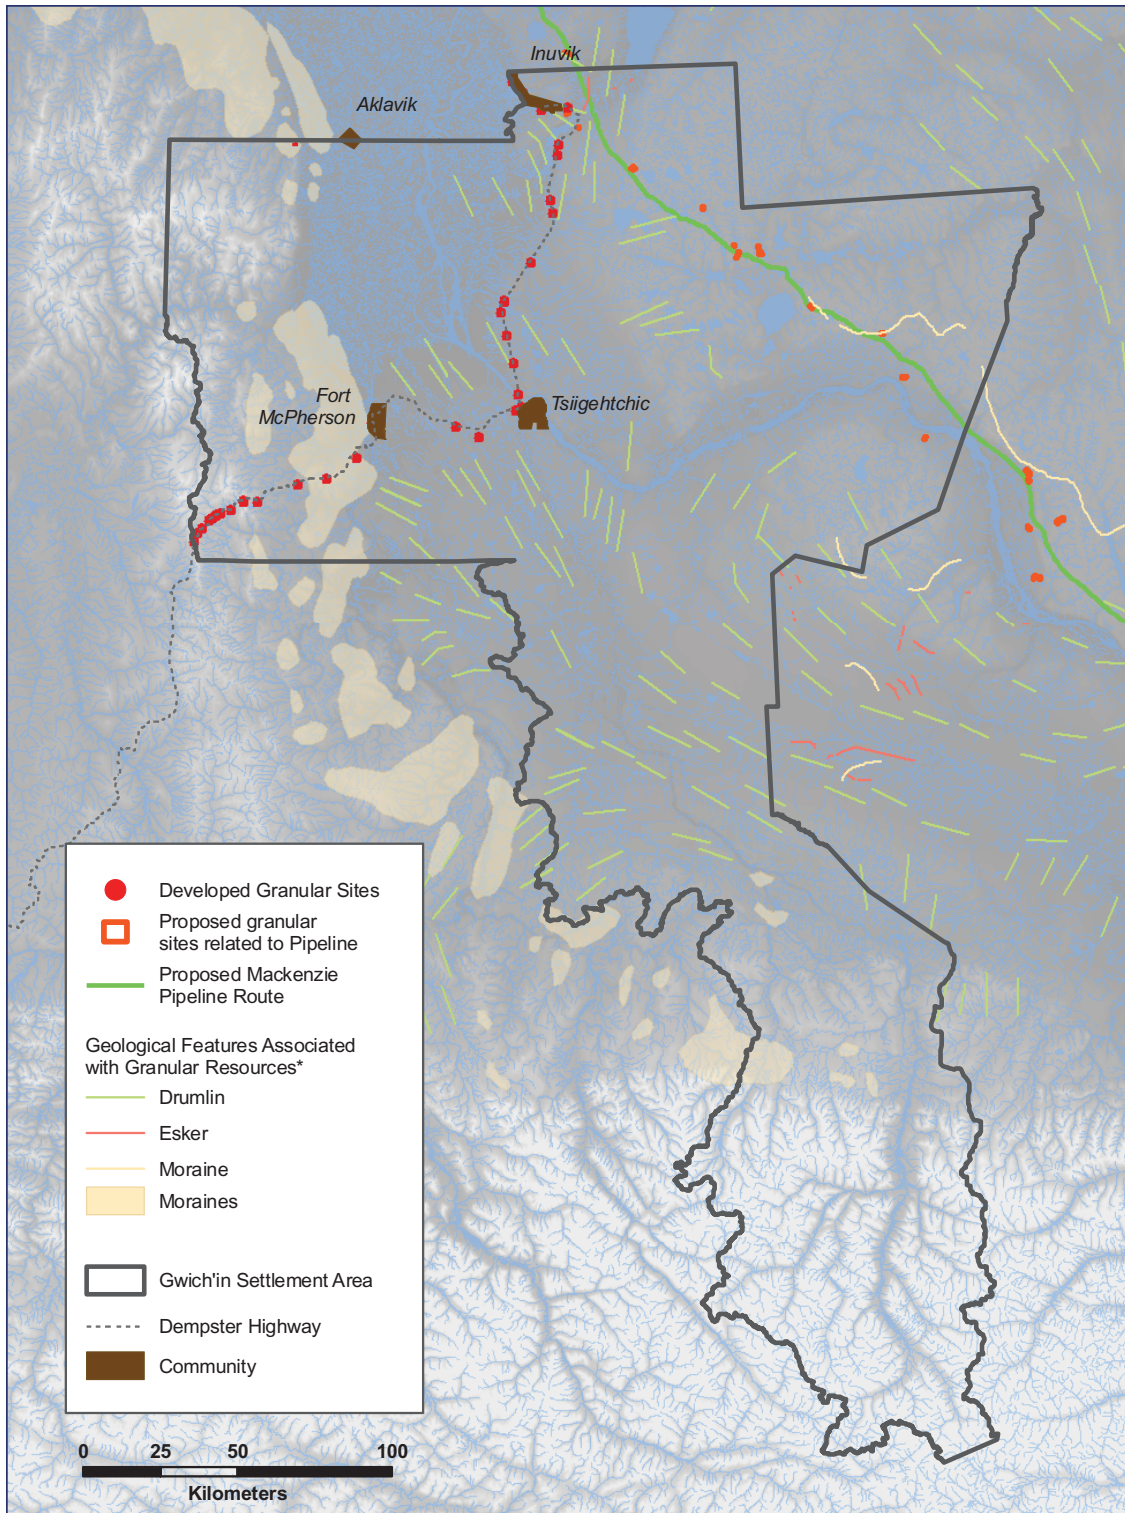 Inuvik
Aklavik
Fort
McPherson
Tsiigehtchic
Developed Granular Sites
Proposed granular
sites related to Pipeline
Proposed Mackenzie
Pipeline Route
Geological Features Associated
with Granular Resources*
Drumlin
Esker
Moraine
Moraines
Gwich'in Settlement Area
Dempster Highway
Community
0 25 50 100
Kilometers